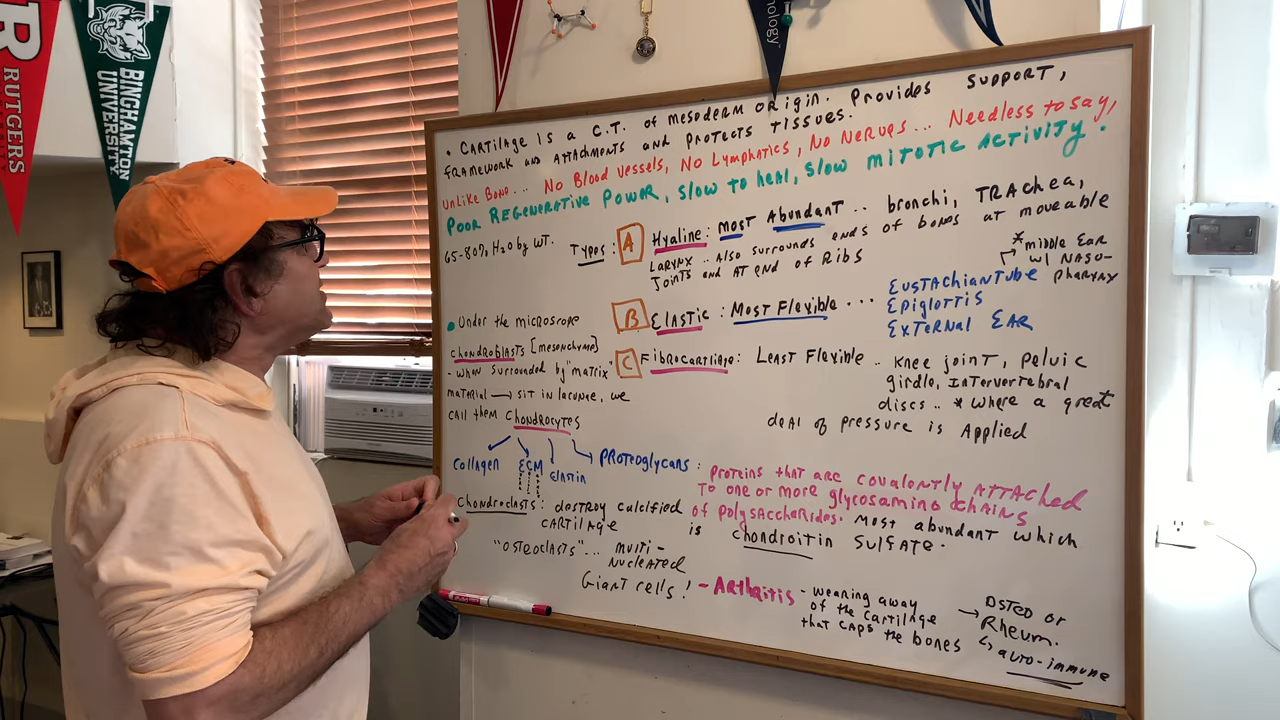 R RUTGERS
BINGHAMTON
UNIVERSITY
nology
• CARTILAGE IS A C.T. OF MESODERM ORIGIN. PROVIDES SUPPORT,
FRAMEWORK AND ATTACHMENTS AND PROTECTS TISSUES.
UNLIKE BONE... NO BLOOD VESSELS, NO LYMPHATICS, NO NERVES... NEEDLESS TO SAY,
POOR REGENERATIVE POWER, SLOW TO HEAL, SLOW MITOTIC ACTIVITY.
65-80% H2O BY WT.
TYPES: A HYALINE: MOST ABUNDANT.. bronchi, TRACHEA,
LARYNX.. ALSO SURROUNDS ENDS OF BONES AT MOVEABLE
JOINTS AND AT END OF RIBS
*MIDDLE EAR
W/ NASO-
PHARYNX
B ELASTIC: MOST FLEXIBLE...
EUSTACHIAN TUBE
EPIGLOTTIS
EXTERNAL EAR
C FIBROCARTILAGE: LEAST FLEXIBLE.. KNEE JOINT, PELVIC
GIRDLE, INTERVERTEBRAL
DISCS.. *WHERE A GREAT
DEAL OF PRESSURE IS APPLIED
• UNDER THE MICROSCOPE
CHONDROBLASTS [MESENCHYME]
- WHEN SURROUNDED BY "MATRIX"
MATERIAL → SIT IN LACUNAE, WE
CALL THEM CHONDROCYTES
COLLAGEN ECM ELASTIN PROTEOGLYCANS: PROTEINS THAT ARE COVALENTLY ATTACHED
TO ONE OR MORE GLYCOSAMINO CHAINS
OF POLYSACCHARIDES. MOST ABUNDANT WHICH
IS CHONDROITIN SULFATE.
CHONDROCLASTS: DESTROY CALCIFIED
CARTILAGE
"OSTEOCLASTS"... MULTI-
NUCLEATED
GIANT CELLS!
- ARTHRITIS - WEARING AWAY
OF THE CARTILAGE
THAT CAPS THE BONES
→ OSTEO OR
RHEUM.
↳ AUTO-IMMUNE